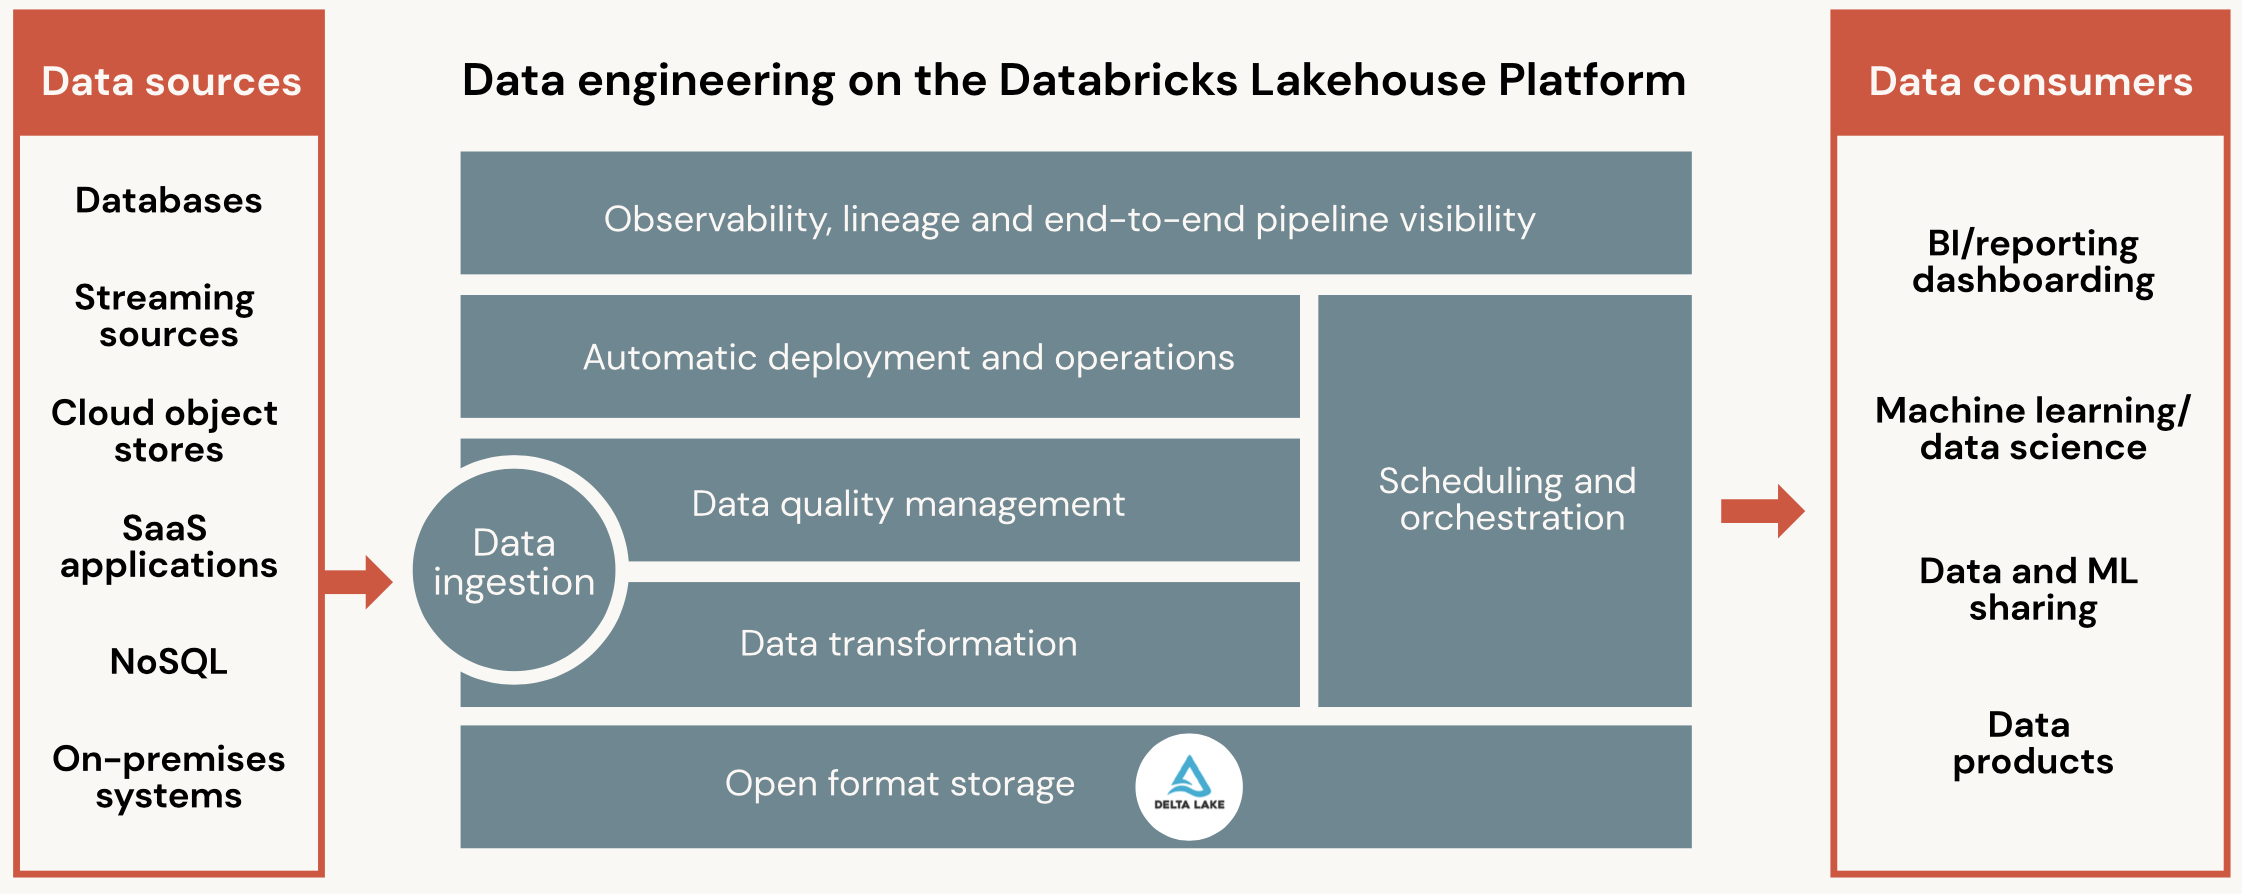 Data sources
Databases
Streaming
sources
Cloud object
stores
SaaS
applications
NoSQL
On-premises
systems
Data engineering on the Databricks Lakehouse Platform
Observability, lineage and end-to-end pipeline visibility
Automatic deployment and operations
Data quality management
Data
ingestion
Data transformation
Scheduling and
orchestration
Open format storage
DELTA LAKE
Data consumers
BI/reporting
dashboarding
Machine learning/
data science
Data and ML
sharing
Data
products